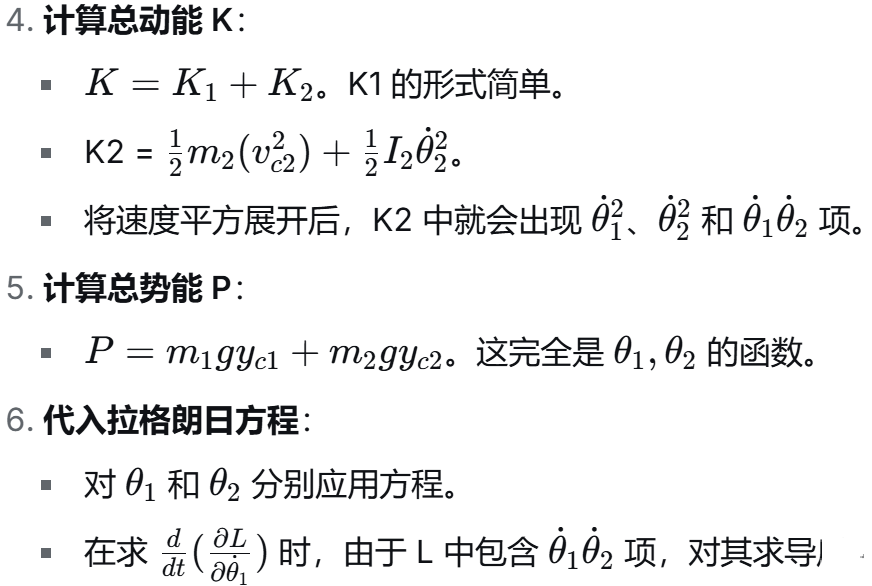 4. 计算总动能 K：
▪ $K = K_1 + K_2$。K1 的形式简单。
▪ K2 = $\frac{1}{2}m_2(v_{c2}^2) + \frac{1}{2}I_2\dot{\theta}_2^2$。
▪ 将速度平方展开后，K2 中就会出现 $\dot{\theta}_1^2$、$\dot{\theta}_2^2$ 和 $\dot{\theta}_1\dot{\theta}_2$ 项。
5. 计算总势能 P：
▪ $P = m_1gy_{c1} + m_2gy_{c2}$。这完全是 $\theta_1, \theta_2$ 的函数。
6. 代入拉格朗日方程：
▪ 对 $\theta_1$ 和 $\theta_2$ 分别应用方程。
▪ 在求 $\frac{d}{dt}(\frac{\partial L}{\partial \dot{\theta}_1})$ 时，由于 L 中包含 $\dot{\theta}_1\dot{\theta}_2$ 项，对其求导